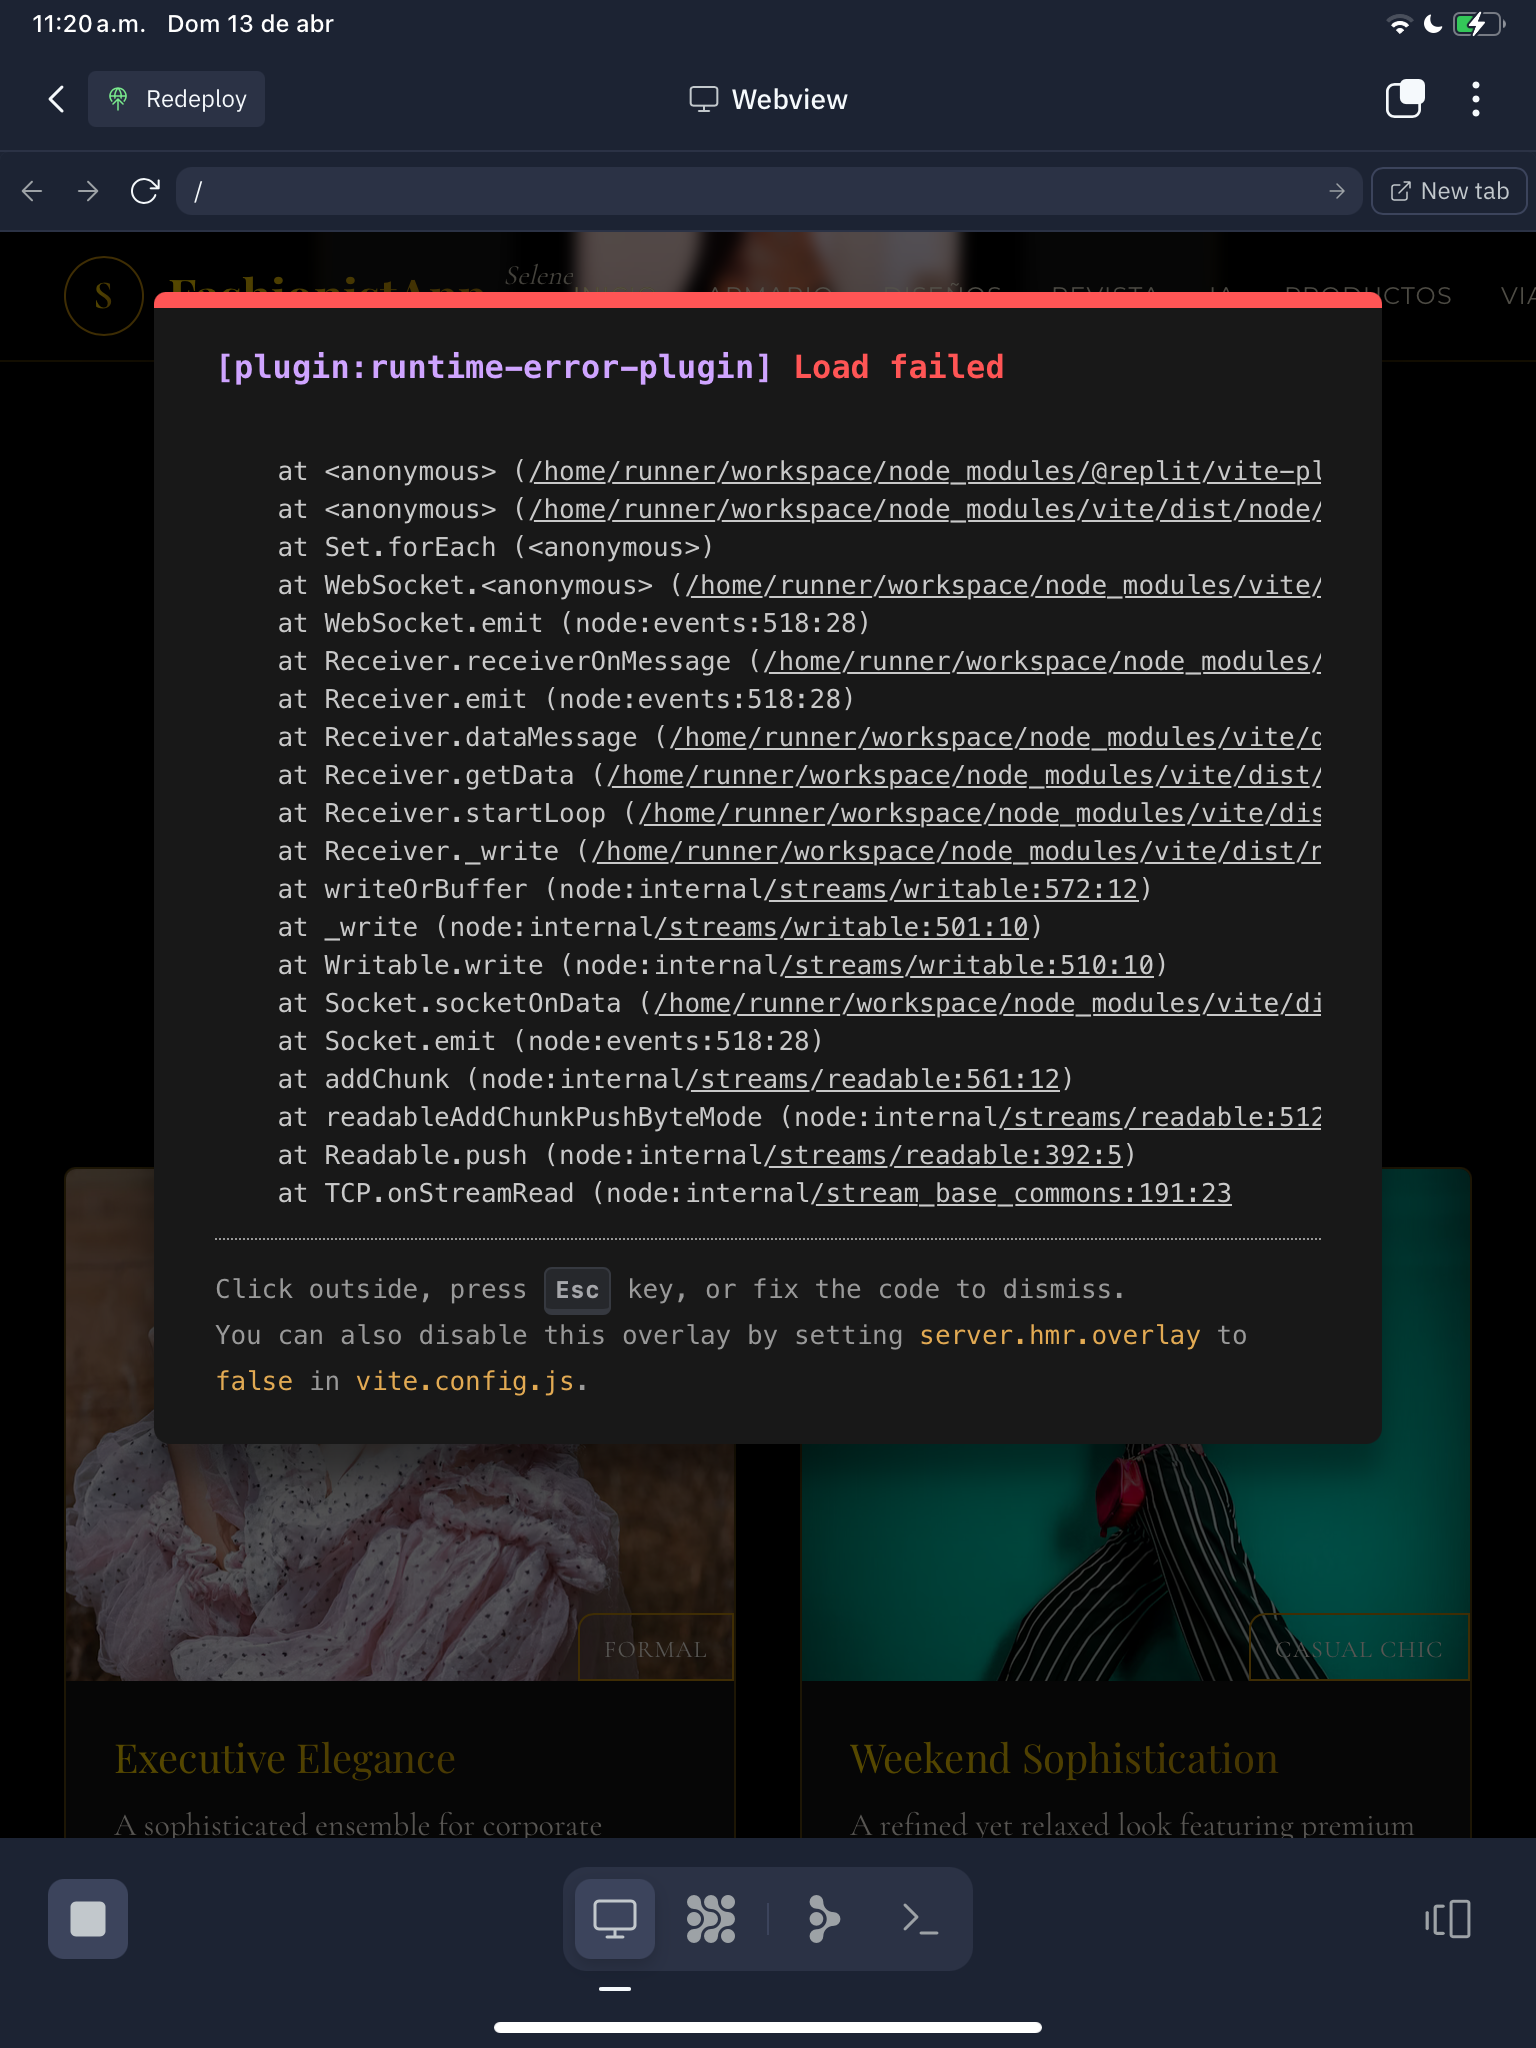 11:20 a.m. Dom 13 de abr
Redeploy
Webview
/
New tab
S
FashionistApp
Selene
ARMARIO
DISEÑOS
REVISTA
IA
PRODUCTOS
[plugin:runtime-error-plugin] Load failed
at <anonymous> (/home/runner/workspace/node_modules/@replit/vite-pl
at <anonymous> (/home/runner/workspace/node_modules/vite/dist/node/
at Set.forEach (<anonymous>)
at WebSocket.<anonymous> (/home/runner/workspace/node_modules/vite/
at WebSocket.emit (node:events:518:28)
at Receiver.receiverOnMessage (/home/runner/workspace/node_modules/
at Receiver.emit (node:events:518:28)
at Receiver.dataMessage (/home/runner/workspace/node_modules/vite/d
at Receiver.getData (/home/runner/workspace/node_modules/vite/dist/
at Receiver.startLoop (/home/runner/workspace/node_modules/vite/dis
at Receiver._write (/home/runner/workspace/node_modules/vite/dist/n
at writeOrBuffer (node:internal/streams/writable:572:12)
at _write (node:internal/streams/writable:501:10)
at Writable.write (node:internal/streams/writable:510:10)
at Socket.socketOnData (/home/runner/workspace/node_modules/vite/di
at Socket.emit (node:events:518:28)
at addChunk (node:internal/streams/readable:561:12)
at readableAddChunkPushByteMode (node:internal/streams/readable:512
at Readable.push (node:internal/streams/readable:392:5)
at TCP.onStreamRead (node:internal/stream_base_commons:191:23
Click outside, press Esc key, or fix the code to dismiss.
You can also disable this overlay by setting server.hmr.overlay to
false in vite.config.js.
FORMAL
CASUAL CHIC
Executive Elegance
Weekend Sophistication
A sophisticated ensemble for corporate
A refined yet relaxed look featuring premium